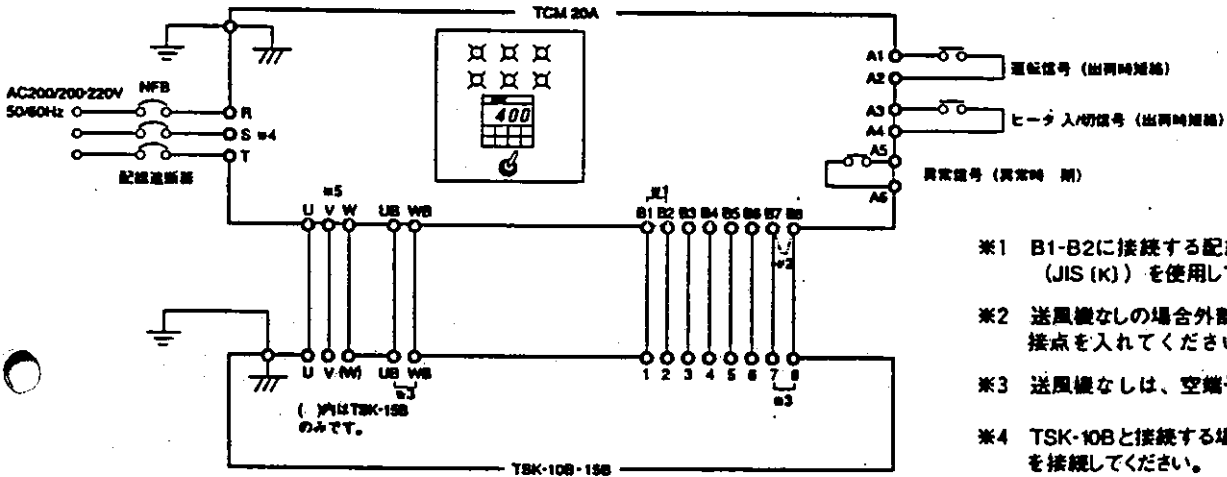 TCM 20A
AC200/200-220V
50/60Hz
NFB
R
S ※4
T
配線遮断器
400
A1
A2
運転信号 (出荷時短絡)
A3
A4
ヒータ 入/切信号 (出荷時短絡)
A5
A6
異常信号 (異常時 閉)
※5
U V W UB WB
※1
B1 B2 B3 B4 B5 B6 B7 B8
※2
U V (W) UB WB
※3
1 2 3 4 5 6 7 8
※3
( )内はTSK-15B
のみです。
TSK-10B・15B
※1 B1-B2に接続する配
(JIS (K)) を使用し
※2 送風機なしの場合外部
接点を入れてください
※3 送風機なしは、空端
※4 TSK-10Bと接続する場
を接続してください。